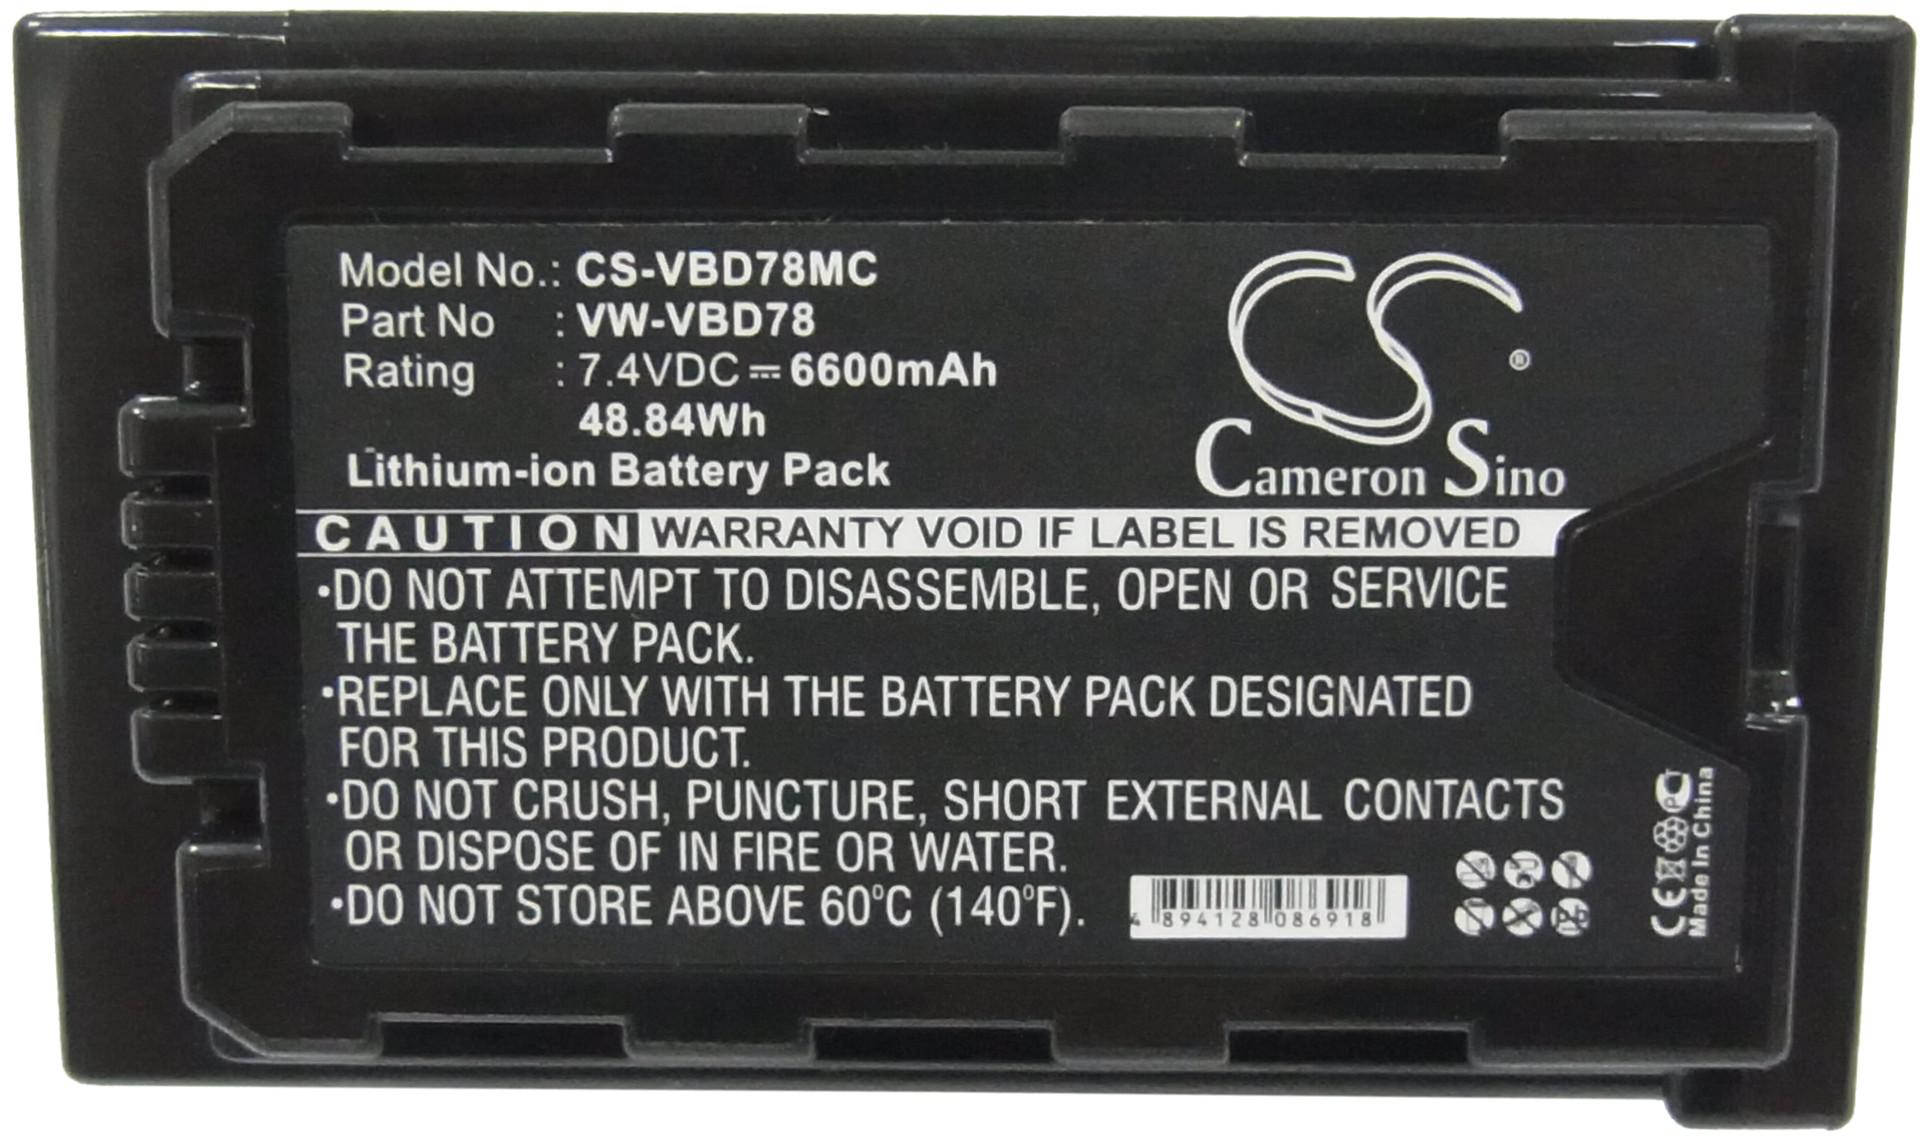 Model No.: CS-VBD78MC
Part No : VW-VBD78
Rating : 7.4VDC⎓6600mAh
48.84Wh
Lithium-ion Battery Pack
CS®
Cameron Sino
CAUTION WARRANTY VOID IF LABEL IS REMOVED
•DO NOT ATTEMPT TO DISASSEMBLE, OPEN OR SERVICE
THE BATTERY PACK.
•REPLACE ONLY WITH THE BATTERY PACK DESIGNATED
FOR THIS PRODUCT.
•DO NOT CRUSH, PUNCTURE, SHORT EXTERNAL CONTACTS
OR DISPOSE OF IN FIRE OR WATER.
•DO NOT STORE ABOVE 60°C (140°F).
4 894128 086918
Pb
CE
Made In China